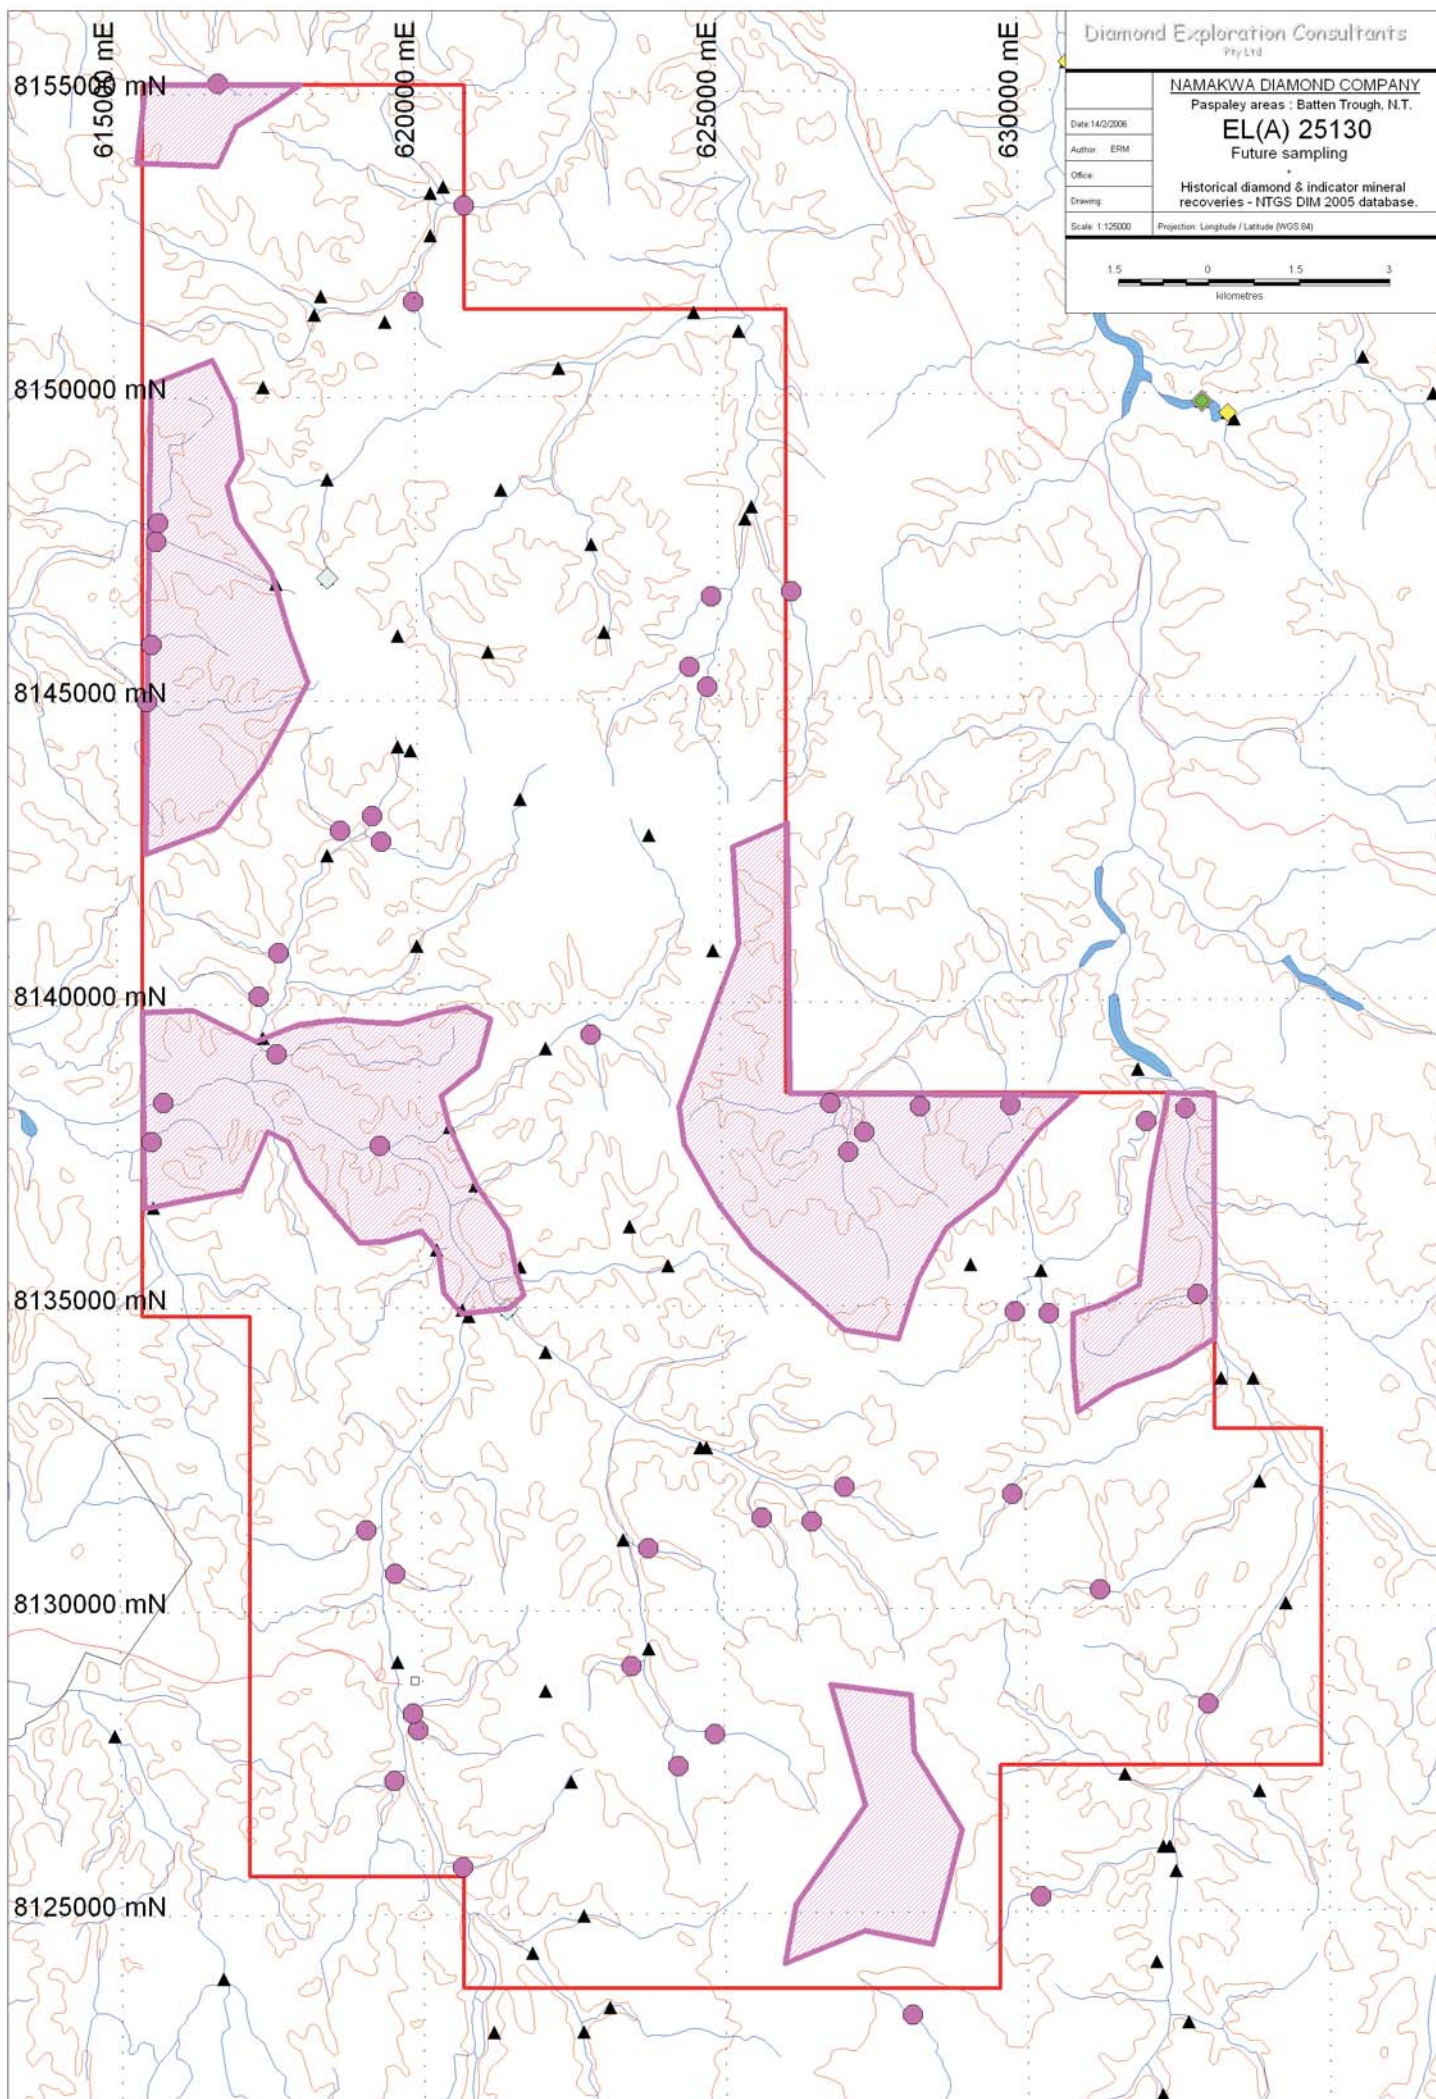 615000 mE
620000 mE
625000 mE
630000 mE
Diamond Exploration Consultants
Pty Ltd
NAMAKWA DIAMOND COMPANY
Paspaley areas : Batten Trough, N.T.
Date: 14/2/2006
EL(A) 25130
Author: ERM
Future sampling
Office:
Historical diamond & indicator mineral
Drawing:
recoveries - NTGS DIM 2005 database.
Scale: 1:125000
Projection: Longitude / Latitude (WGS 84)
1.5 0 1.5 3
kilometres
8155000 mN
8150000 mN
8145000 mN
8140000 mN
8135000 mN
8130000 mN
8125000 mN